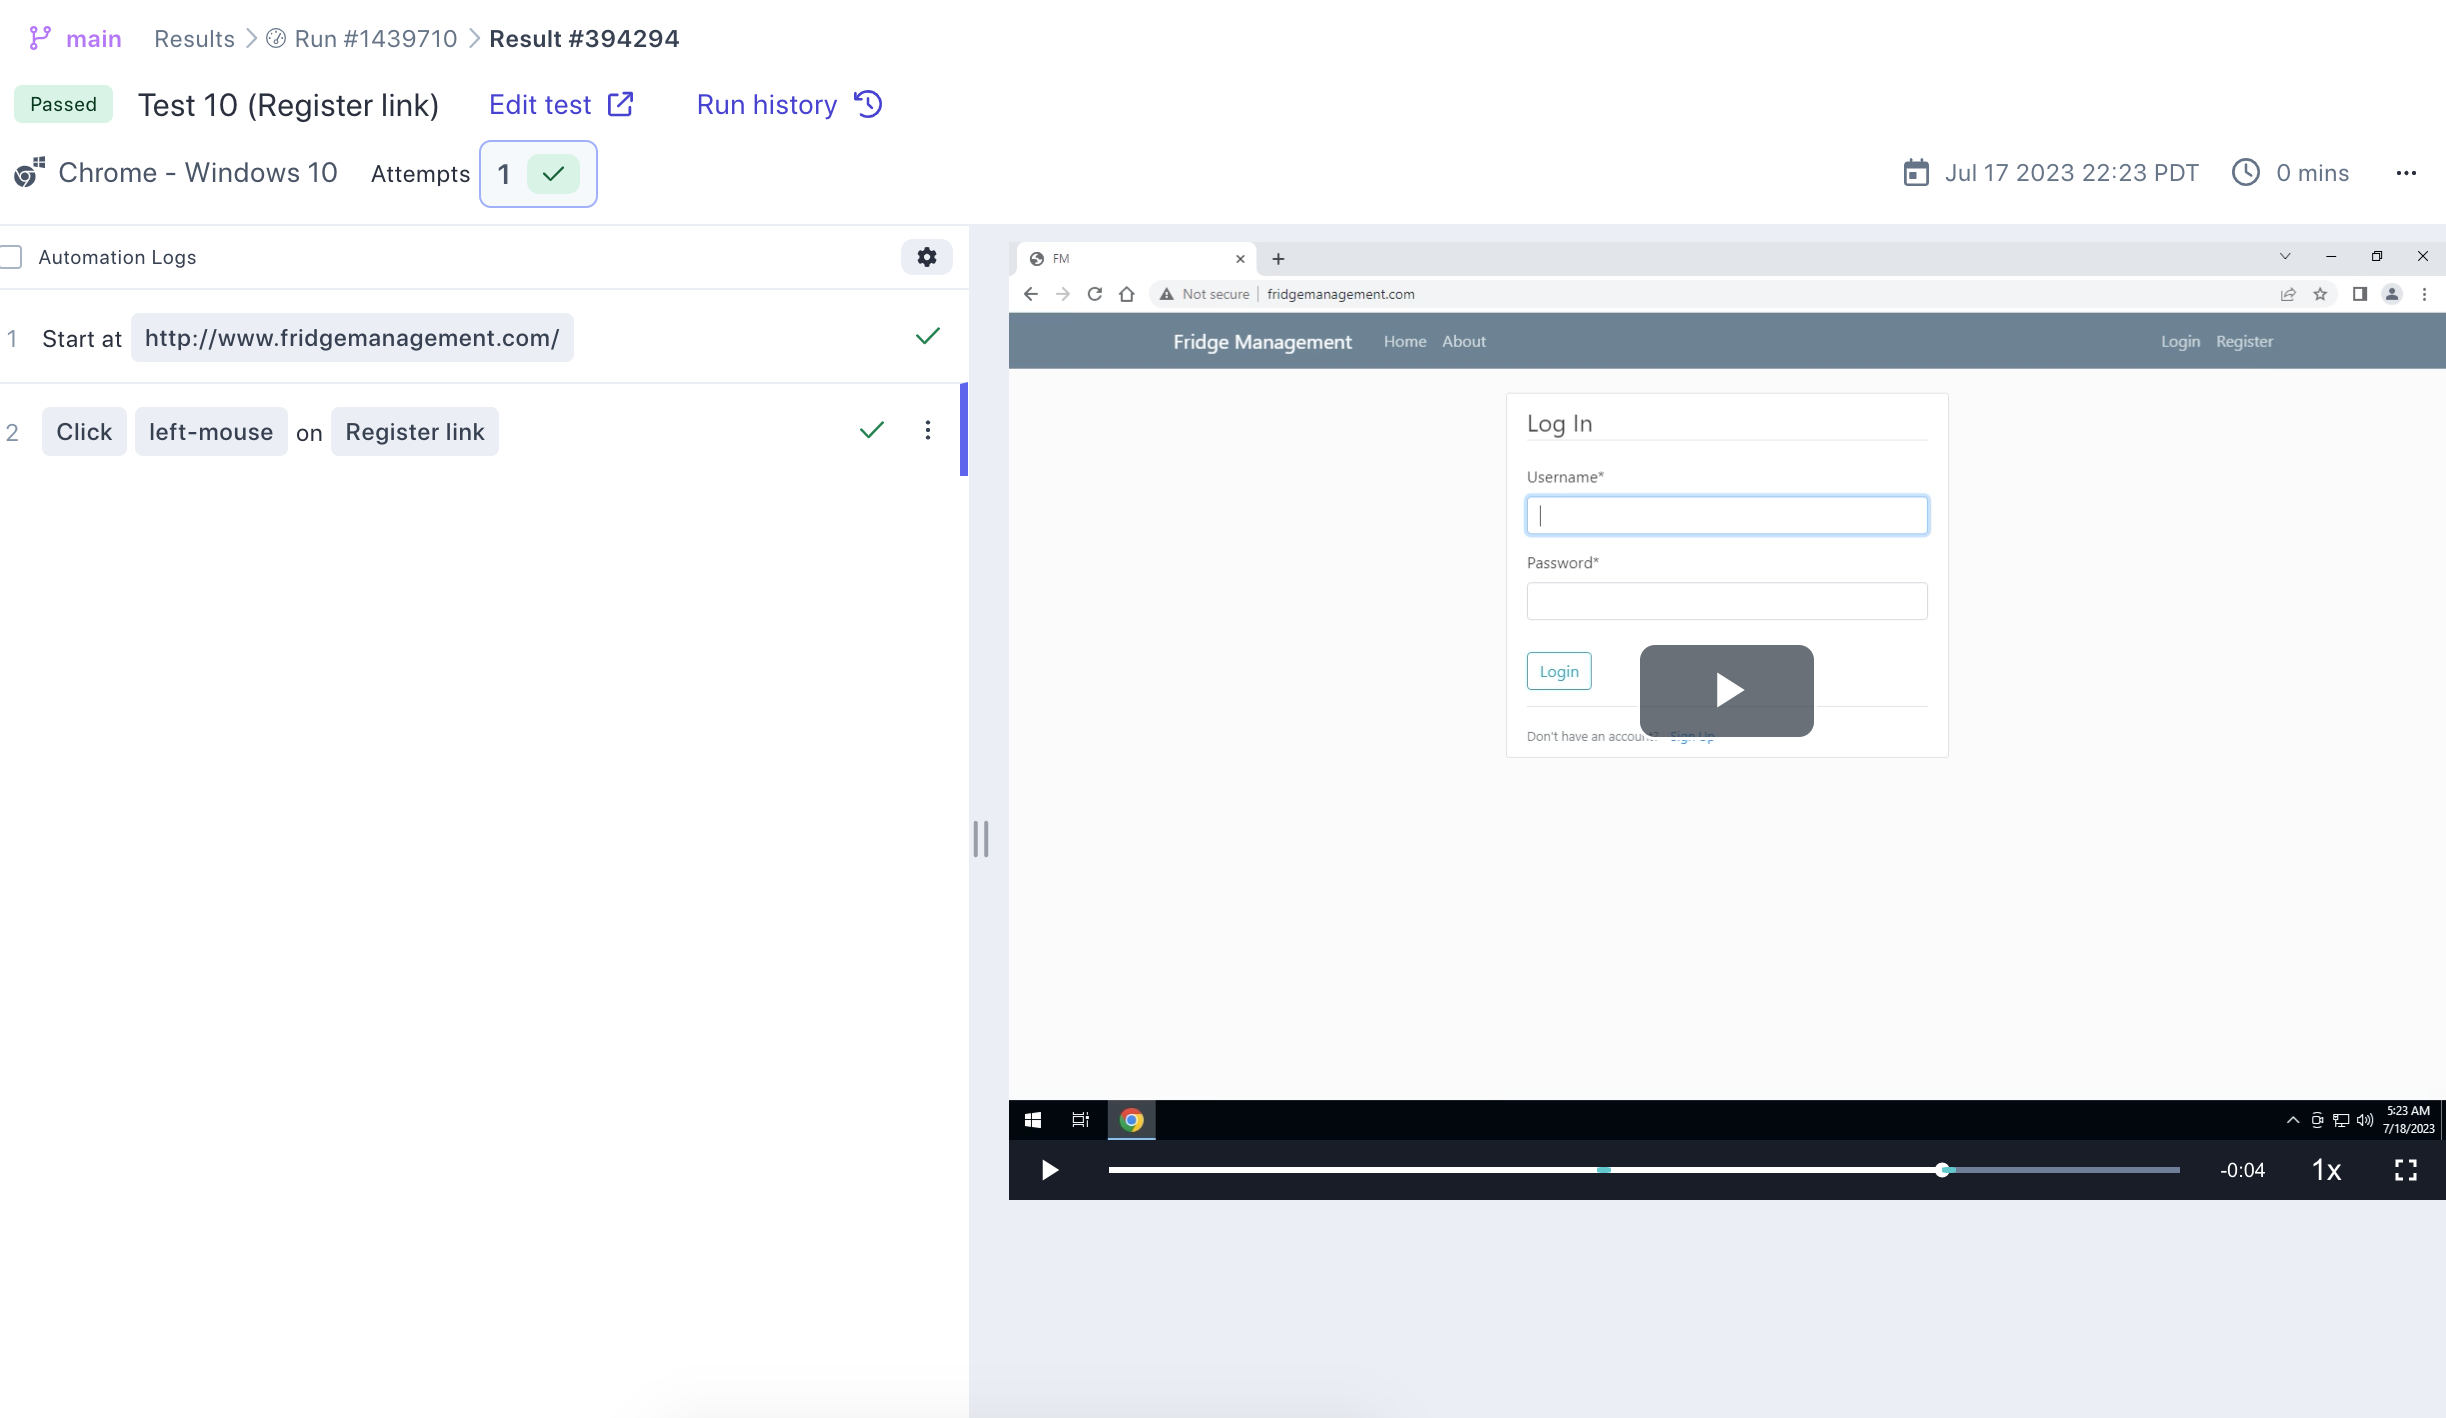 main Results Run #1439710 Result #394294
Passed Test 10 (Register link) Edit test Run history
Chrome - Windows 10 Attempts 1 Jul 17 2023 22:23 PDT 0 mins
Automation Logs
1 Start at http://www.fridgemanagement.com/
2 Click left-mouse on Register link
FM
Not secure fridgemanagement.com
Fridge Management Home About Login Register
Log In
Username*
Password*
Login
Don't have an account? Sign Up
5:23 AM
7/18/2023
-0:04 1x